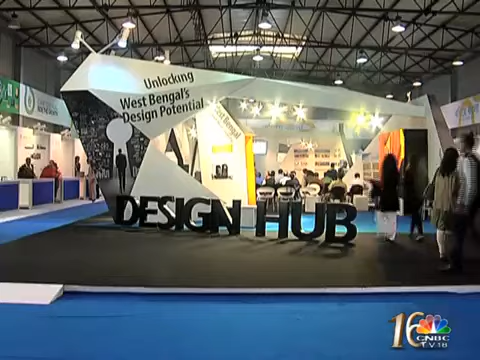 Unlocking
West Bengal's
Design Potential
West Bengal
DESIGN HUB
16
CNBC
TV18